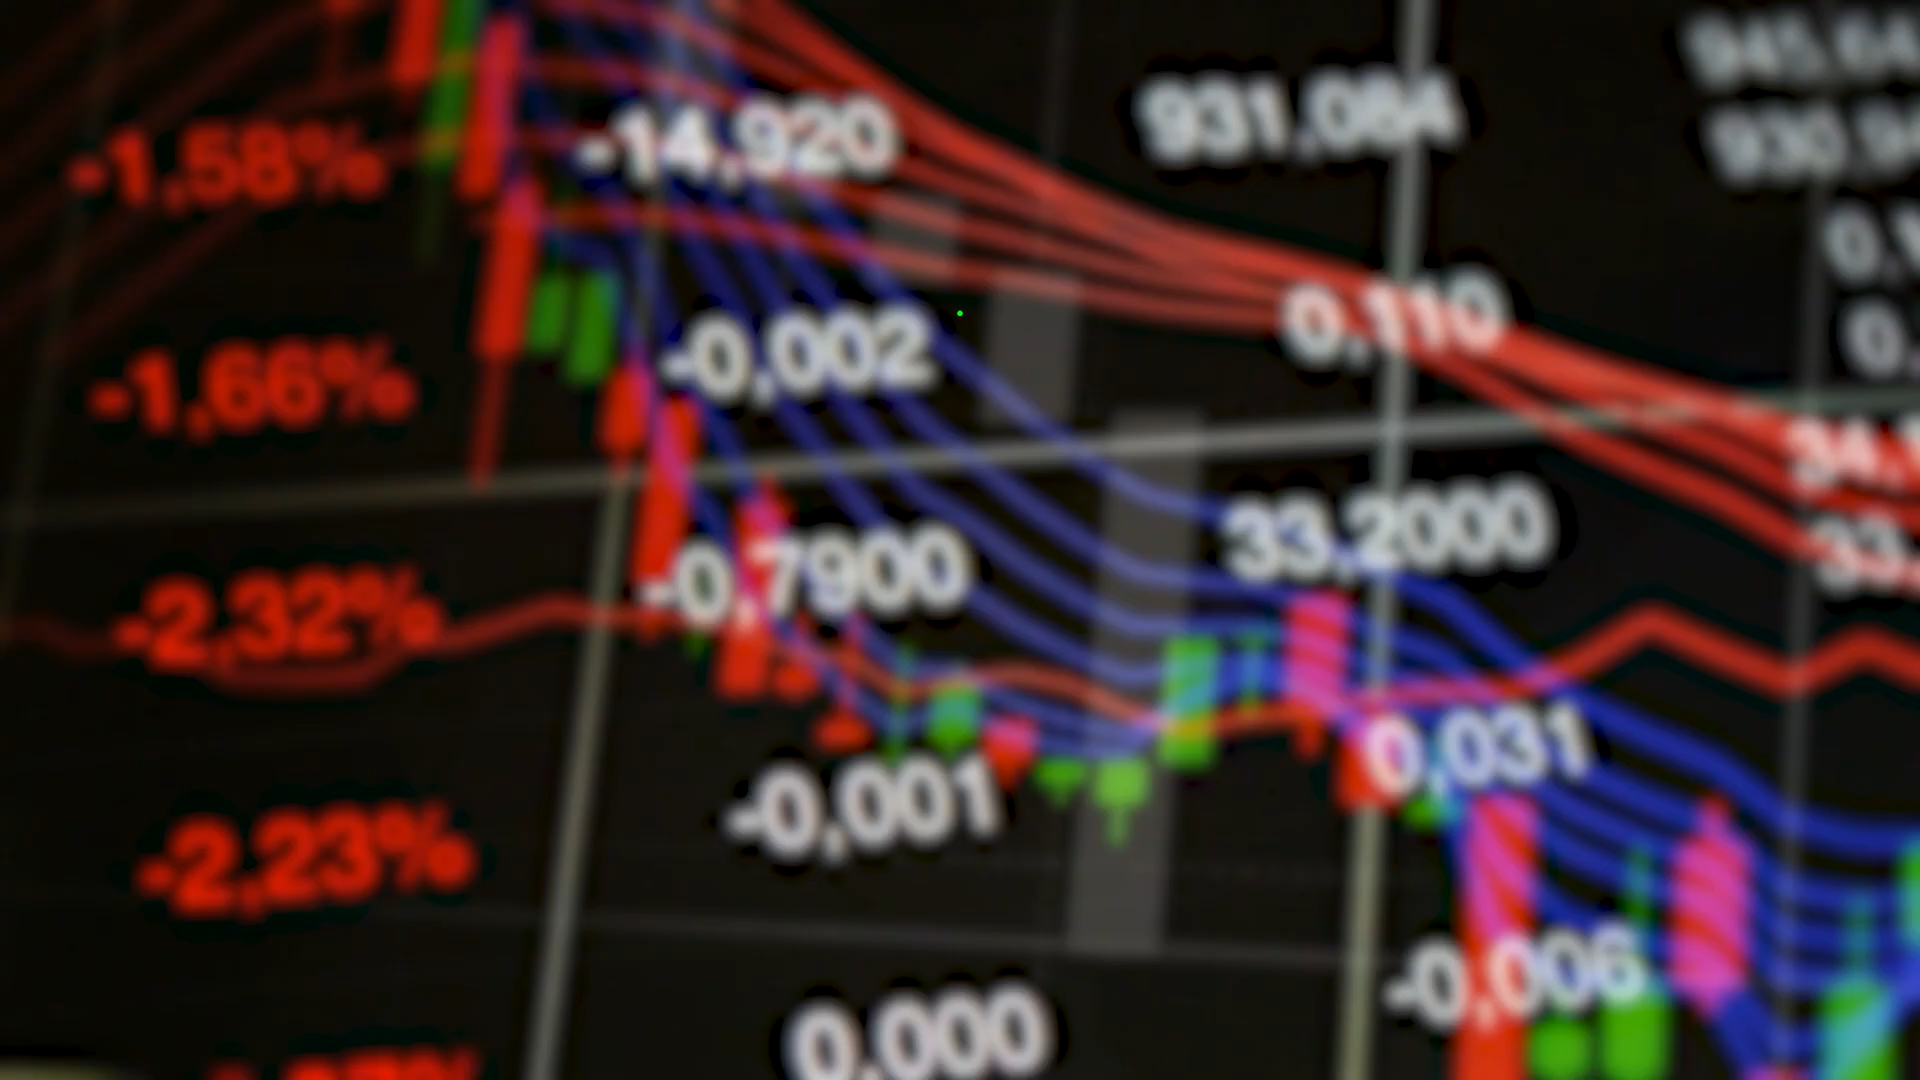 -1,58% -14,920 931,084
-1,66% -0,002 0,110
-2,32% -0,7900 33,2000
-2,23% -0,001 0,031
0,000 -0,006